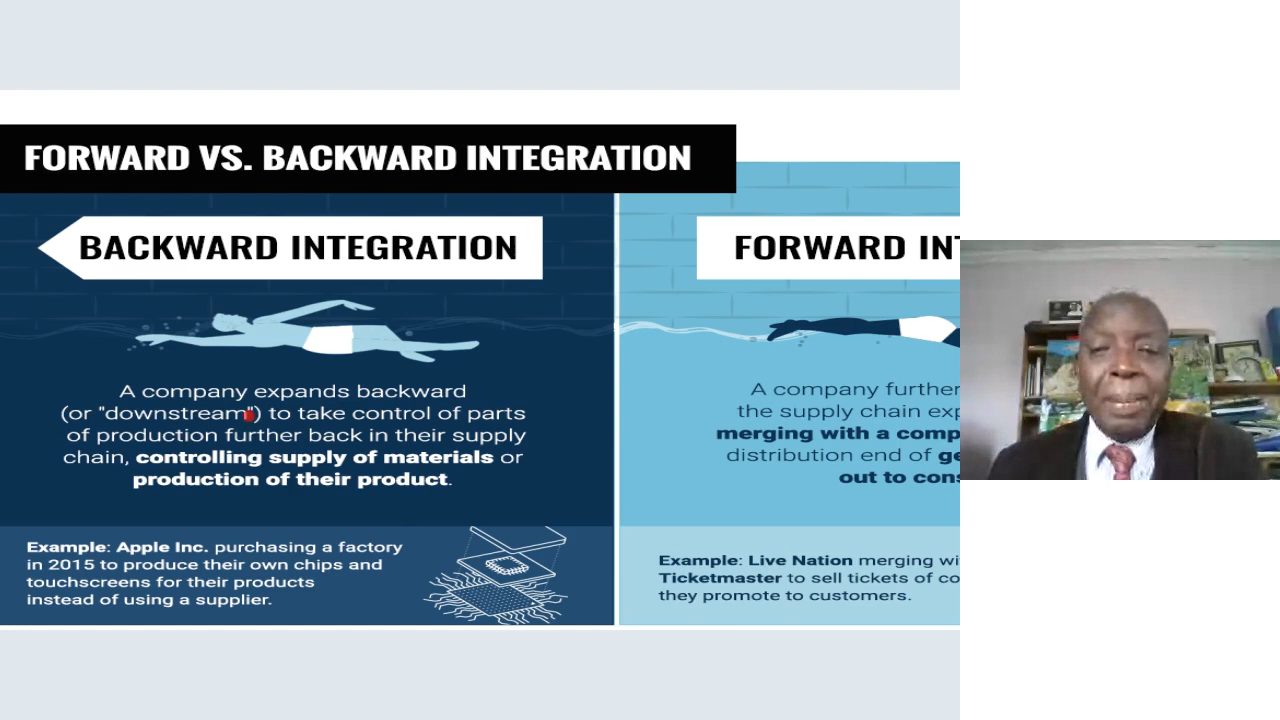 FORWARD VS. BACKWARD INTEGRATION
BACKWARD INTEGRATION
A company expands backward
(or "downstream") to take control of parts
of production further back in their supply
chain, controlling supply of materials or
production of their product.
Example: Apple Inc. purchasing a factory
in 2015 to produce their own chips and
touchscreens for their products
instead of using a supplier.
FORWARD INT
A company further
the supply chain exp
merging with a comp
distribution end of ge
out to cons
Example: Live Nation merging wi
Ticketmaster to sell tickets of co
they promote to customers.